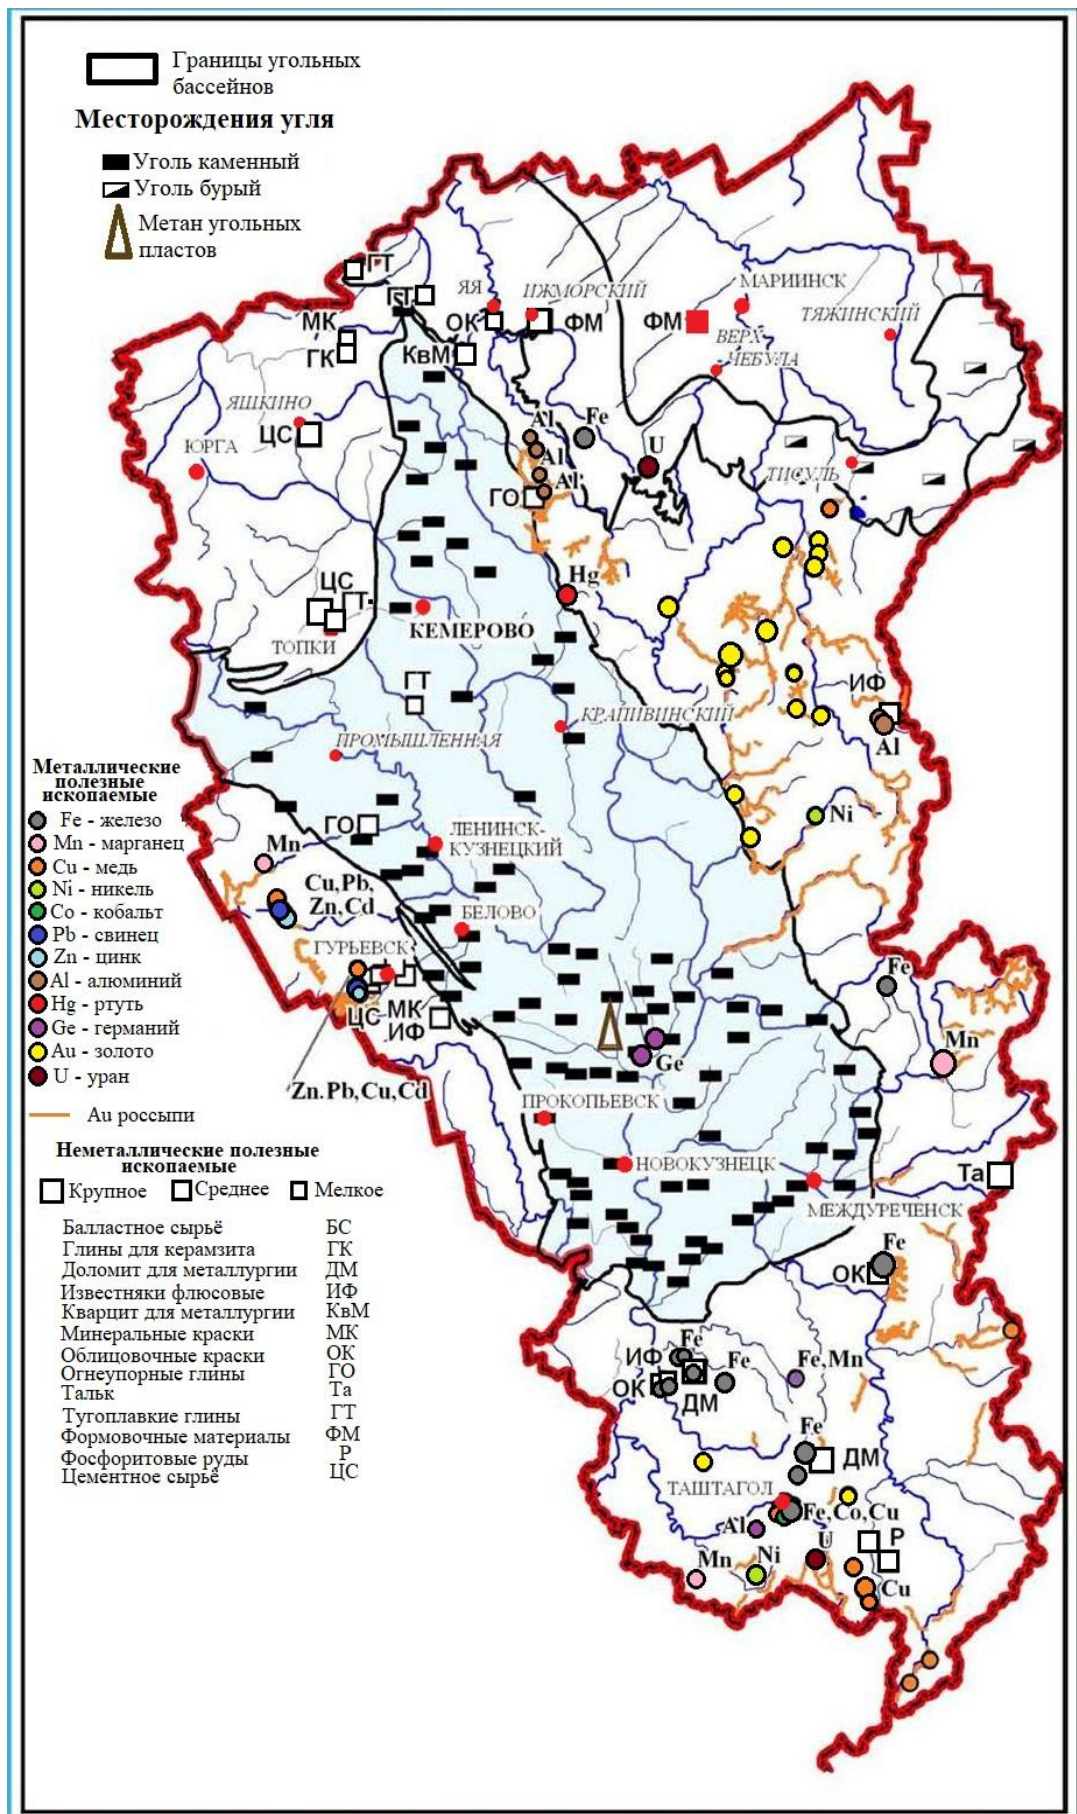 Границы угольных
бассейнов
Месторождения угля
Уголь каменный
Уголь бурый
Метан угольных
пластов
ГТ
ГТ
МК
ГК
ЯЯ
ОК
ИЖМОРСКИЙ
ФМ
ФМ
МАРИИНСК
ТЯЖИНСКИЙ
ВЕРХ
ЧЕБУЛА
КвМ
ЯШКИНО
ЦС
ЮРГА
Al
Fe
Al
Al
ГО
U
ТИСУЛЬ
Hg
ЦС
ГТ.
ТОПКИ
КЕМЕРОВО
ГТ
КРАПИВИНСКИЙ
ИФ
Al
ПРОМЫШЛЕННАЯ
Ni
ГО
ЛЕНИНСК-
КУЗНЕЦКИЙ
Mn
Cu,Pb,
Zn,Cd
БЕЛОВО
ГУРЬЕВСК
ЦС
МК
ИФ
Zn.Pb,Cu,Cd
Fe
Mn
Ge
ПРОКОПЬЕВСК
НОВОКУЗНЕЦК
Та
МЕЖДУРЕЧЕНСК
Fe
ОК
Fe
ИФ
Fe
Fe,Mn
ОК
ДМ
Fe
ДМ
ТАШТАГОЛ
Fe,Co,Cu
Al
U
Р
Mn
Ni
Cu
Металлические
полезные
ископаемые
Fe - железо
Mn - марганец
Cu - медь
Ni - никель
Co - кобальт
Pb - свинец
Zn - цинк
Al - алюминий
Hg - ртуть
Ge - германий
Au - золото
U - уран
Au россыпи
Неметаллические полезные
ископаемые
Крупное Среднее Мелкое
Балластное сырьё БС
Глины для керамзита ГК
Доломит для металлургии ДМ
Известняки флюсовые ИФ
Кварцит для металлургии КвМ
Минеральные краски МК
Облицовочные краски ОК
Огнеупорные глины ГО
Тальк Та
Тугоплавкие глины ГТ
Формовочные материалы ФМ
Фосфоритовые руды Р
Цементное сырьё ЦС